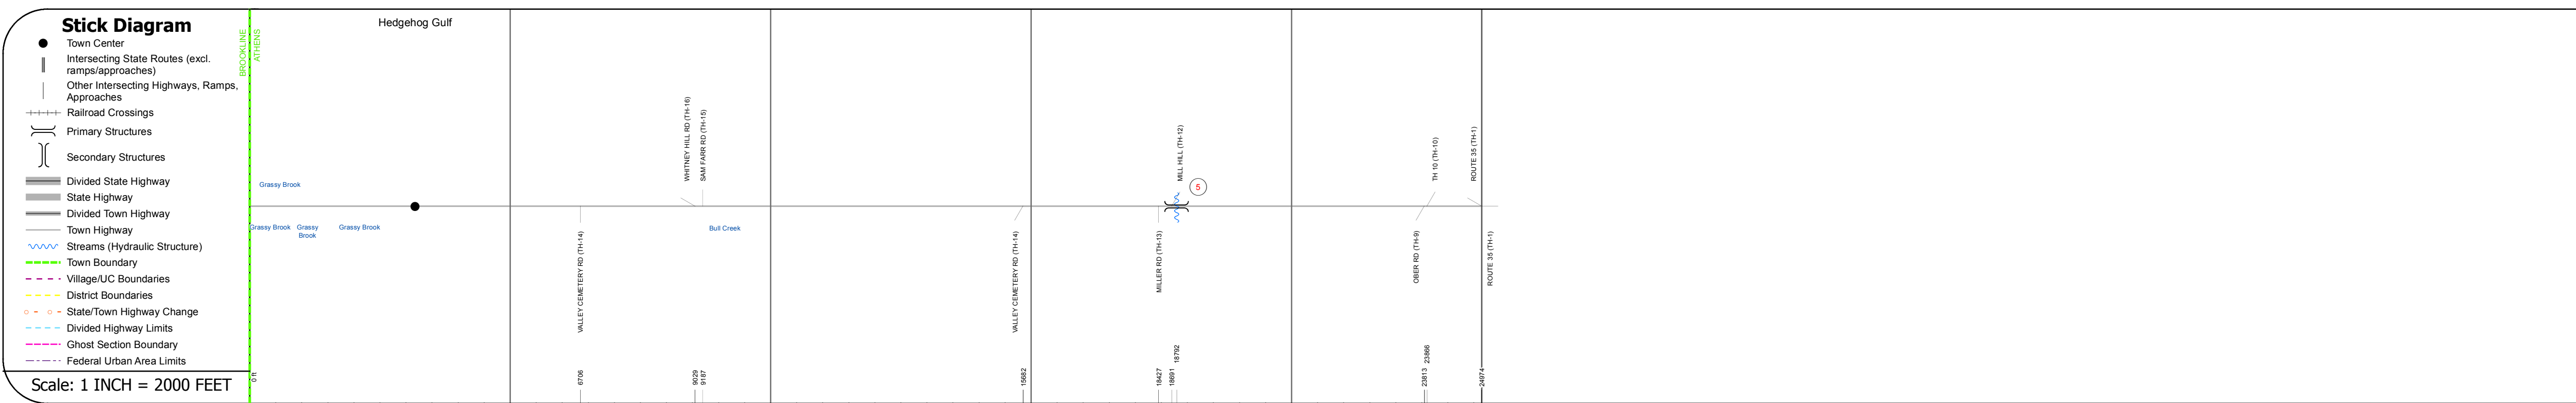 Stick Diagram
Town Center
Intersecting State Routes (excl.
ramps/approaches)
Other Intersecting Highways, Ramps,
Approaches
Railroad Crossings
Primary Structures
Secondary Structures
Divided State Highway
State Highway
Divided Town Highway
Town Highway
Streams (Hydraulic Structure)
Town Boundary
Village/UC Boundaries
District Boundaries
State/Town Highway Change
Divided Highway Limits
Ghost Section Boundary
Federal Urban Area Limits
Scale: 1 INCH = 2000 FEET
BROOKLINE
ATHENS
Hedgehog Gulf
Grassy Brook
Grassy Brook
Grassy
Brook
Grassy Brook
WHITNEY HILL RD (TH-16)
SAM FARR RD (TH-15)
MILL HILL (TH-12)
5
TH 10 (TH-10)
ROUTE 35 (TH-1)
Bull Creek
VALLEY CEMETERY RD (TH-14)
VALLEY CEMETERY RD (TH-14)
MILLER RD (TH-13)
OBER RD (TH-9)
ROUTE 35 (TH-1)
0 ft
6706
9029
9187
15682
18427
18691
18792
23813
23866
24974